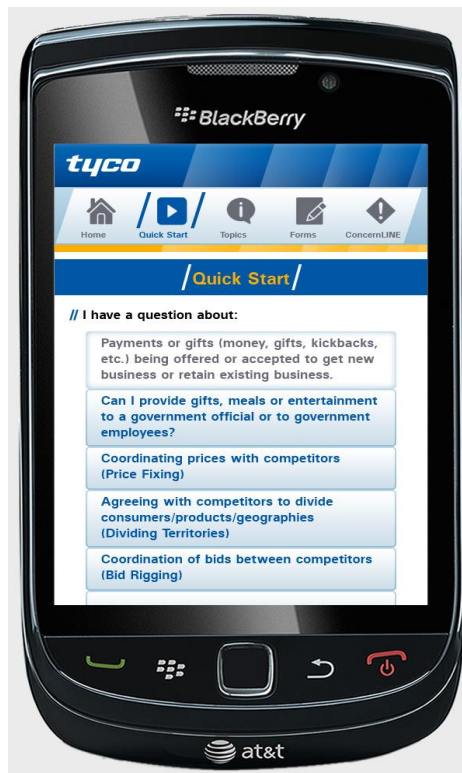 BlackBerry
tyco
Home
Quick Start
Topics
Forms
ConcernLINE
/Quick Start/
// I have a question about:
Payments or gifts (money, gifts, kickbacks,
etc.) being offered or accepted to get new
business or retain existing business.
Can I provide gifts, meals or entertainment
to a government official or to government
employees?
Coordinating prices with competitors
(Price Fixing)
Agreeing with competitors to divide
consumers/products/geographies
(Dividing Territories)
Coordination of bids between competitors
(Bid Rigging)
at&t